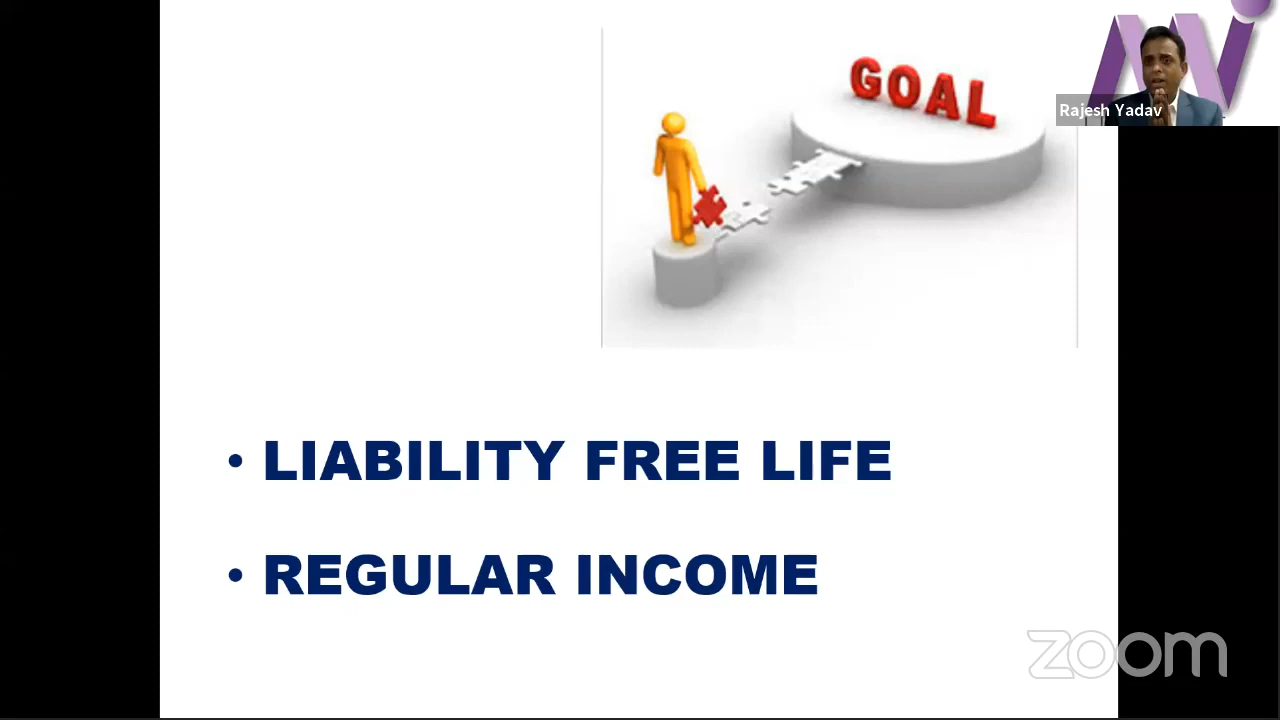 GOAL
Rajesh Yadav
• LIABILITY FREE LIFE
• REGULAR INCOME
zoom